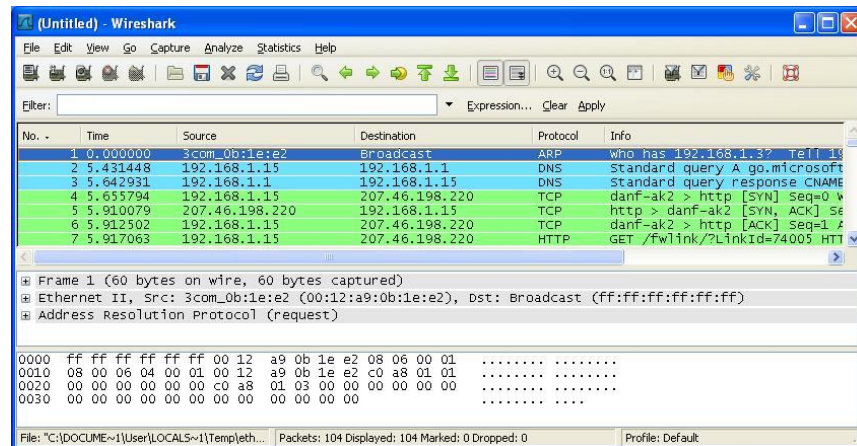 (Untitled) - Wireshark
File Edit View Go Capture Analyze Statistics Help
Filter: Expression... Clear Apply
No. - Time Source Destination Protocol Info
1 0.000000 3com_0b:1e:e2 Broadcast ARP who has 192.168.1.3? Tell 19
2 5.431448 192.168.1.15 192.168.1.1 DNS Standard query A go.microsoft
3 5.642931 192.168.1.1 192.168.1.15 DNS Standard query response CNAME
4 5.655794 192.168.1.15 207.46.198.220 TCP danf-ak2 > http [SYN] Seq=0 W
5 5.910079 207.46.198.220 192.168.1.15 TCP http > danf-ak2 [SYN, ACK] Se
6 5.912502 192.168.1.15 207.46.198.220 TCP danf-ak2 > http [ACK] Seq=1 A
7 5.917063 192.168.1.15 207.46.198.220 HTTP GET /fwlink/?LinkId=74005 HTT
Frame 1 (60 bytes on wire, 60 bytes captured)
Ethernet II, Src: 3com_0b:1e:e2 (00:12:a9:0b:1e:e2), Dst: Broadcast (ff:ff:ff:ff:ff:ff)
Address Resolution Protocol (request)
0000 ff ff ff ff ff ff 00 12 a9 0b 1e e2 08 06 00 01 ........ ........
0010 08 00 06 04 00 01 00 12 a9 0b 1e e2 c0 a8 01 01 ........ ........
0020 00 00 00 00 00 00 c0 a8 01 03 00 00 00 00 00 00 ........ ........
0030 00 00 00 00 00 00 00 00 00 00 00 00 ........ ....
File: "C:\DOCUME~1\User\LOCALS~1\Temp\eth... Packets: 104 Displayed: 104 Marked: 0 Dropped: 0 Profile: Default